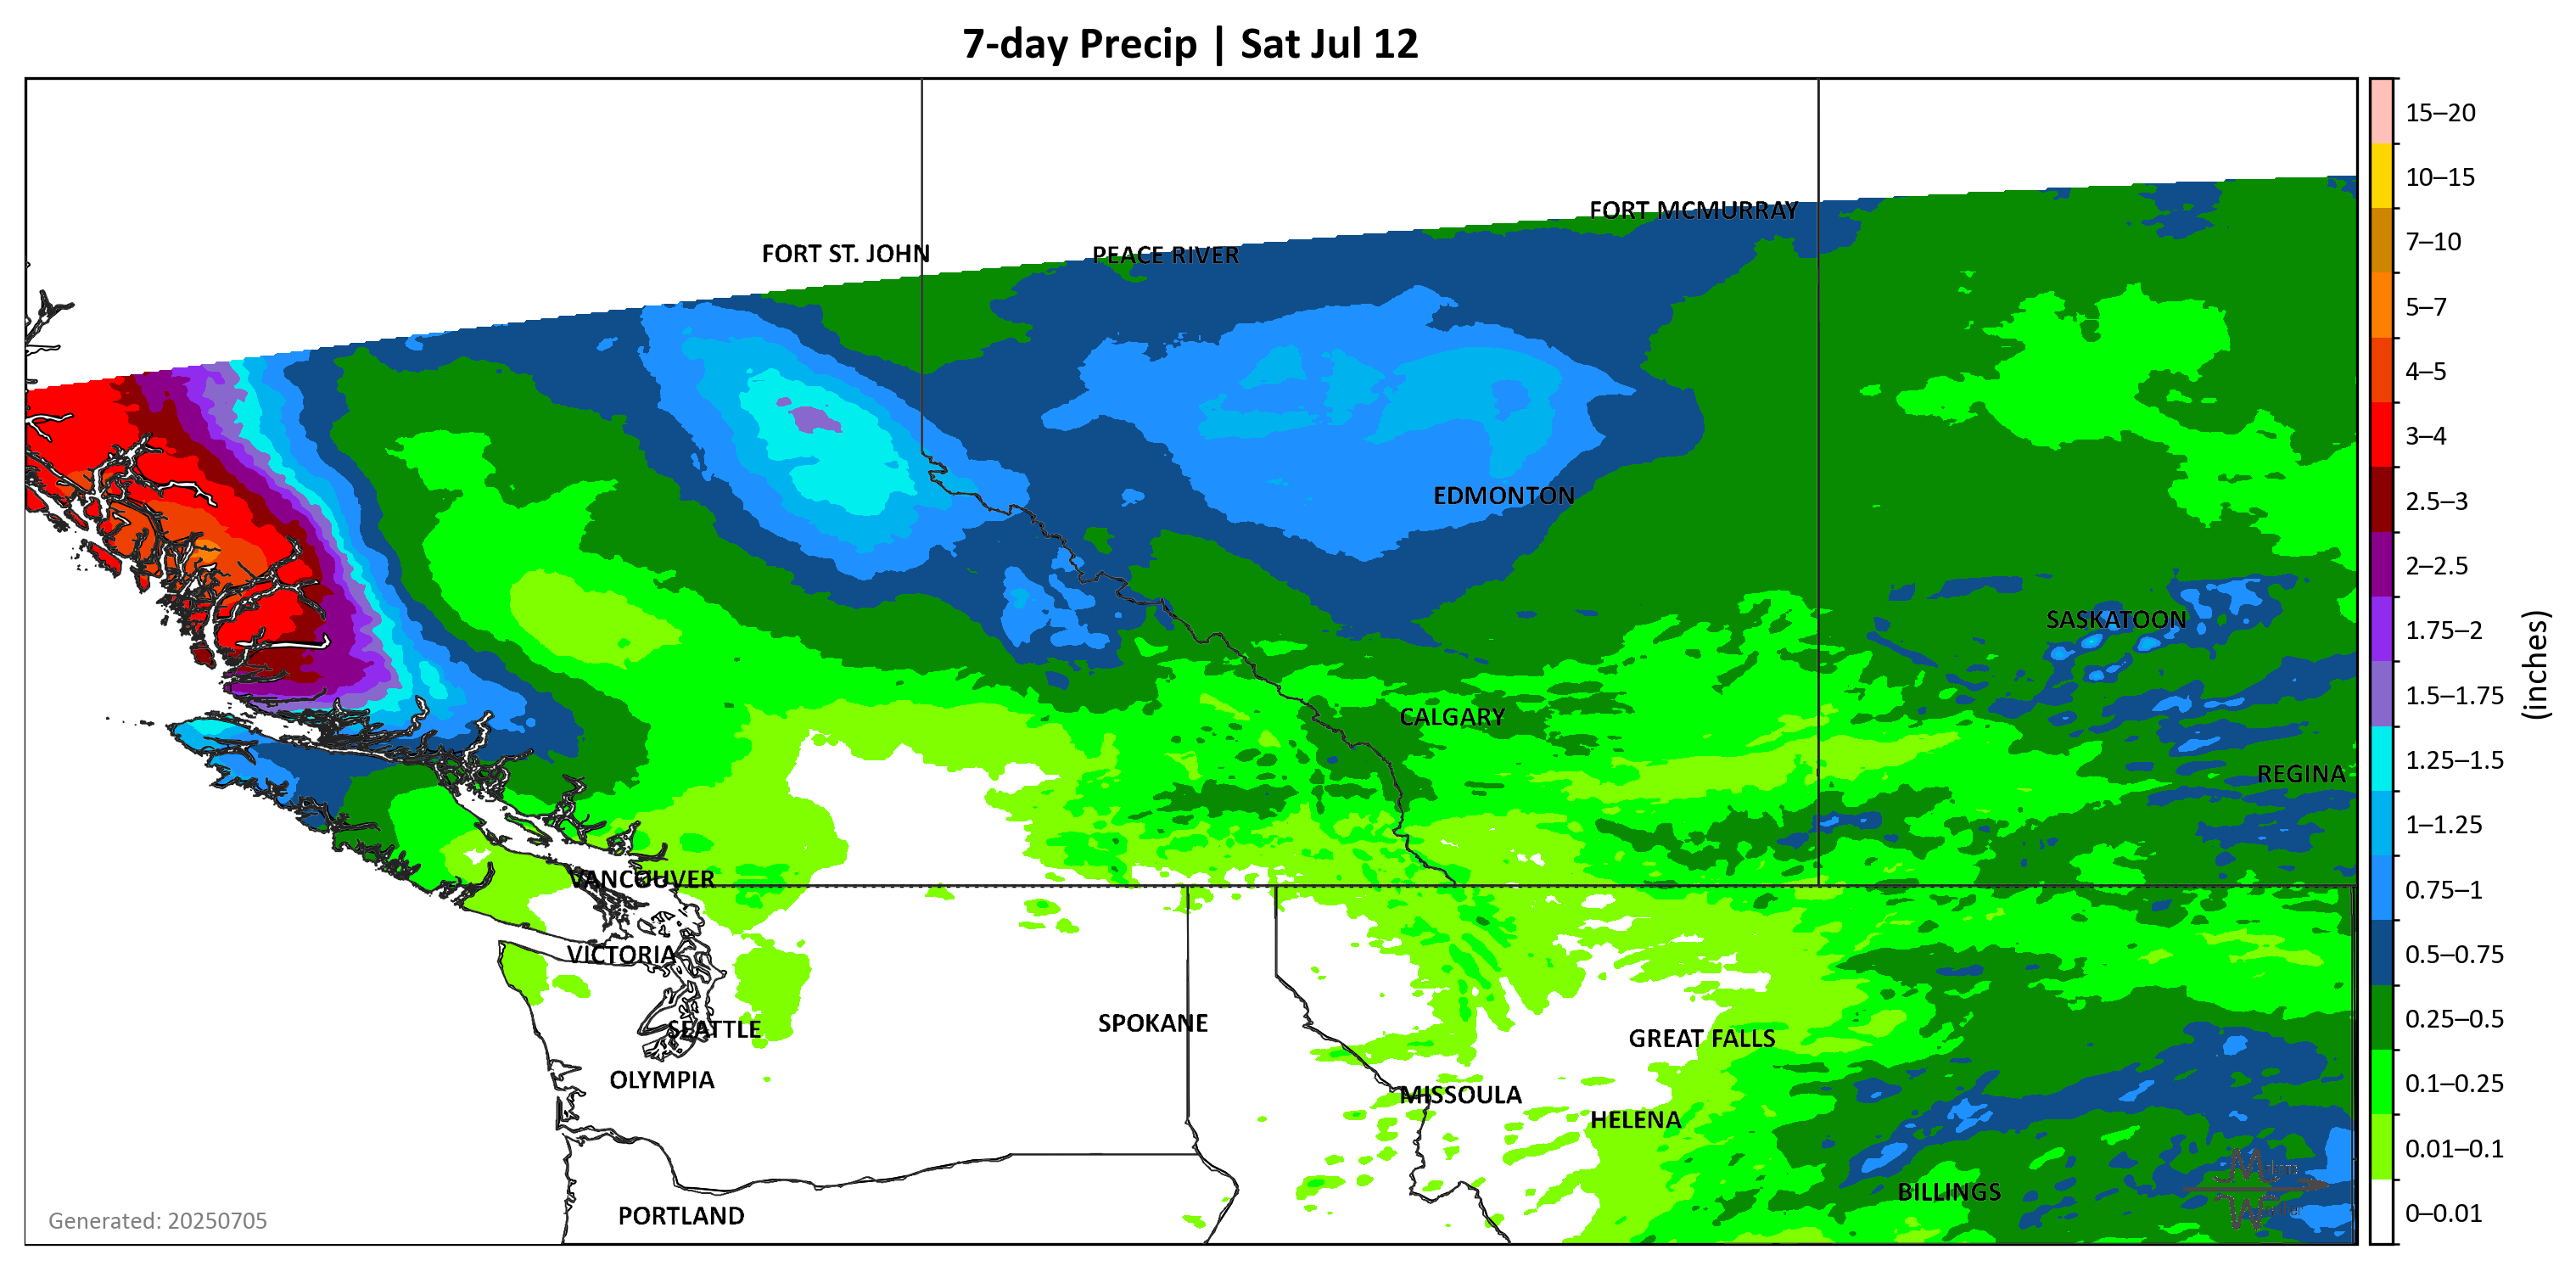 7-day Precip | Sat Jul 12
15–20
10–15
7–10
5–7
4–5
3–4
2.5–3
2–2.5
1.75–2
1.5–1.75
1.25–1.5
1–1.25
0.75–1
0.5–0.75
0.25–0.5
0.1–0.25
0.01–0.1
0–0.01
(inches)
FORT MCMURRAY
FORT ST. JOHN
PEACE RIVER
EDMONTON
SASKATOON
CALGARY
REGINA
VANCOUVER
VICTORIA
SPOKANE
SEATTLE
GREAT FALLS
OLYMPIA
MISSOULA
HELENA
BILLINGS
PORTLAND
Generated: 20250705